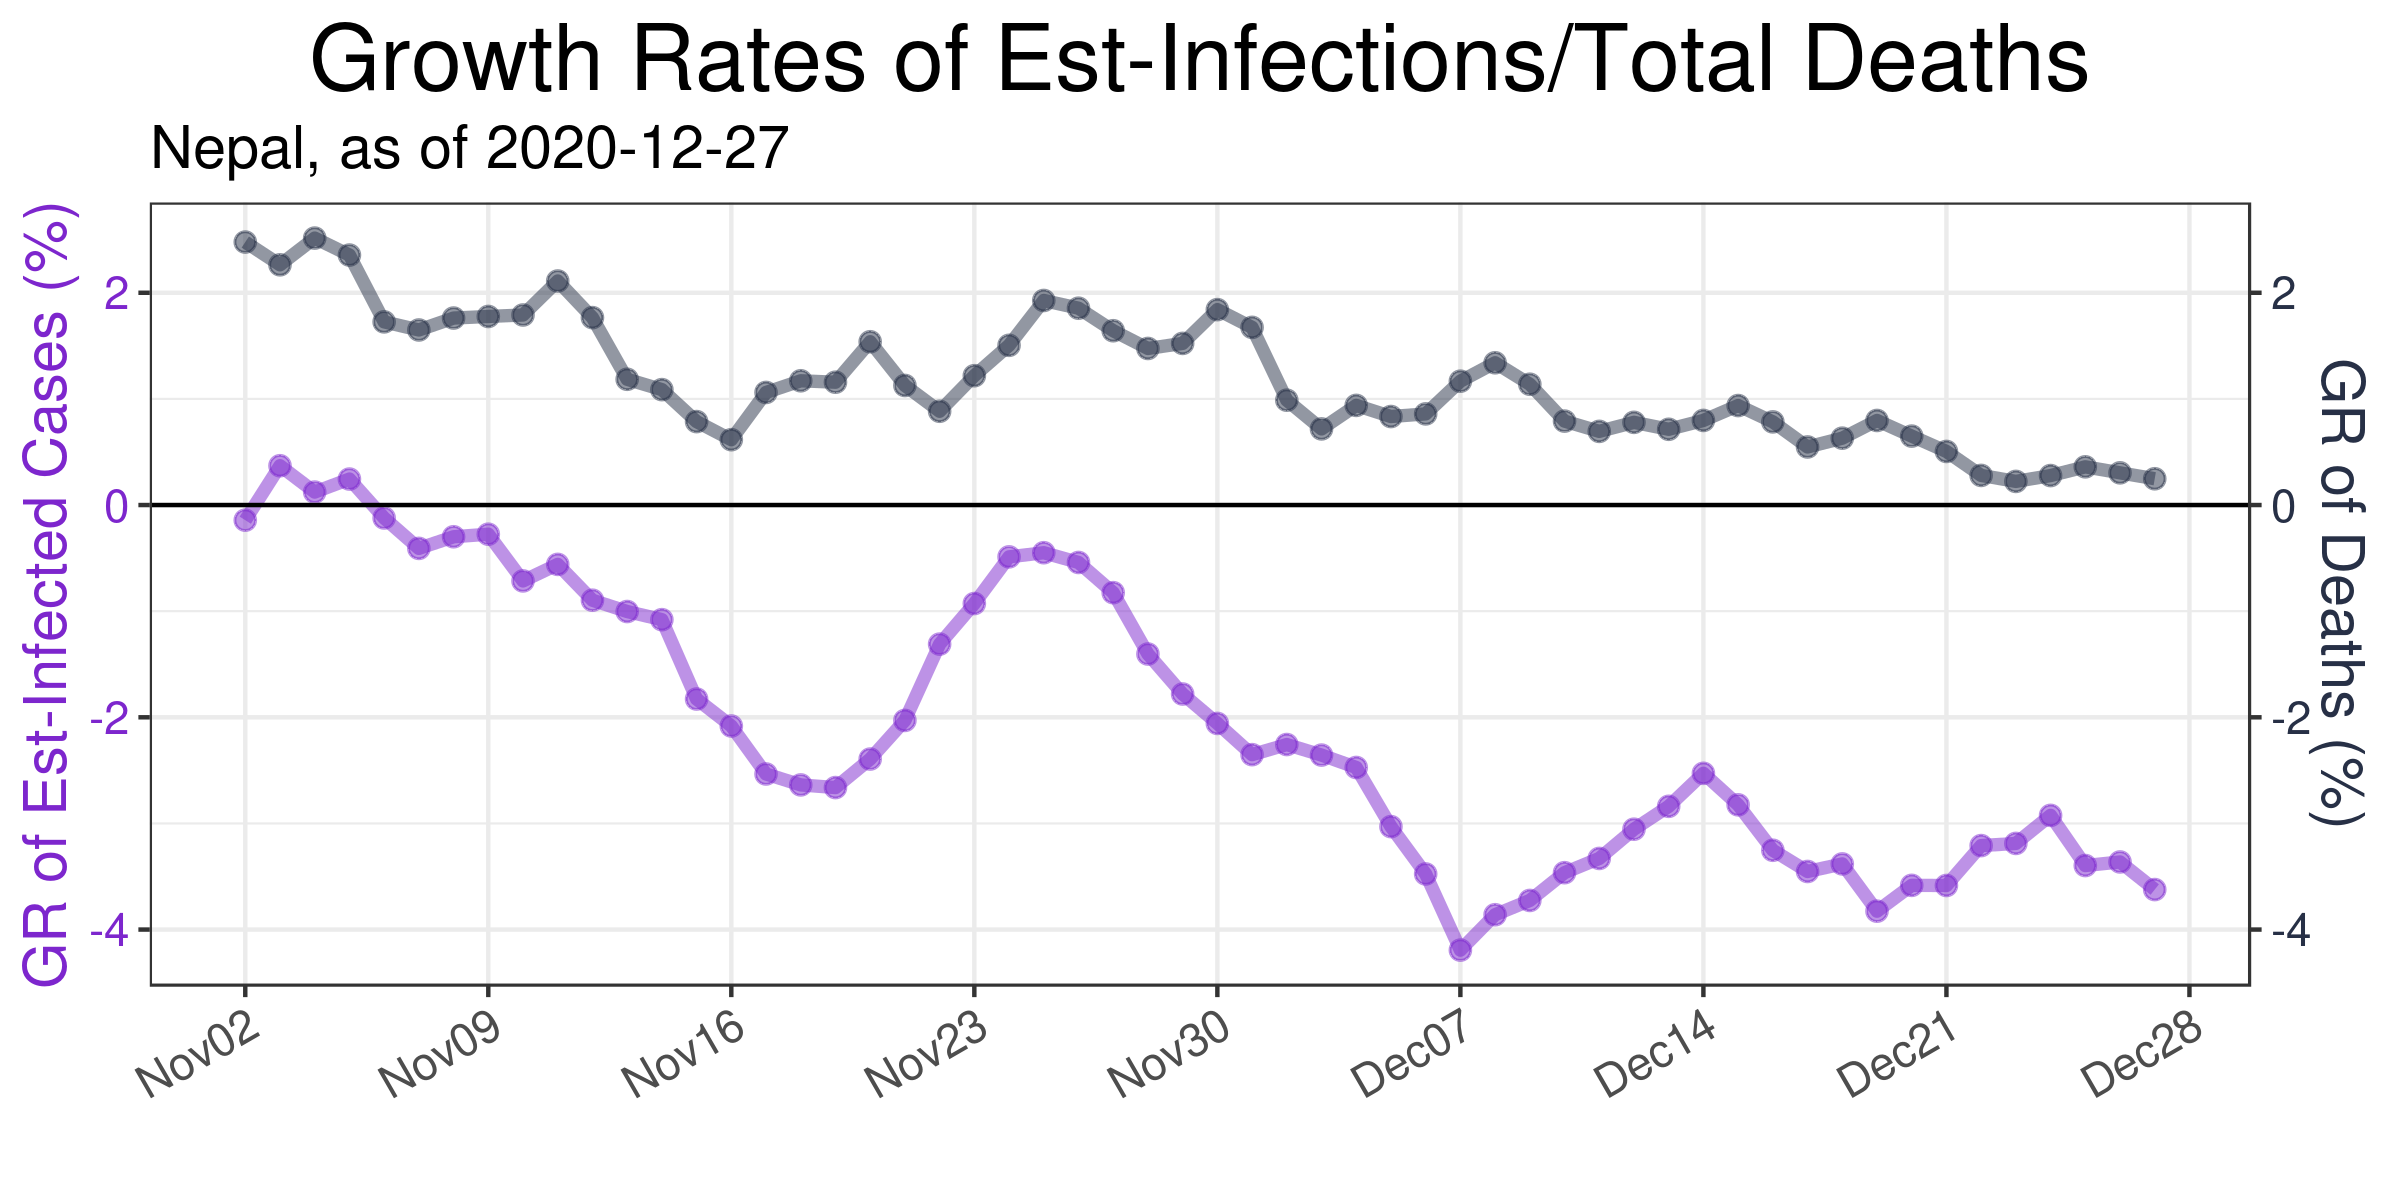 Growth Rates of Est-Infections/Total Deaths
Nepal, as of 2020-12-27
GR of Est-Infected Cases (%)
2
0
-2
-4
2
0
-2
-4
GR of Deaths (%)
Nov02
Nov09
Nov16
Nov23
Nov30
Dec07
Dec14
Dec21
Dec28